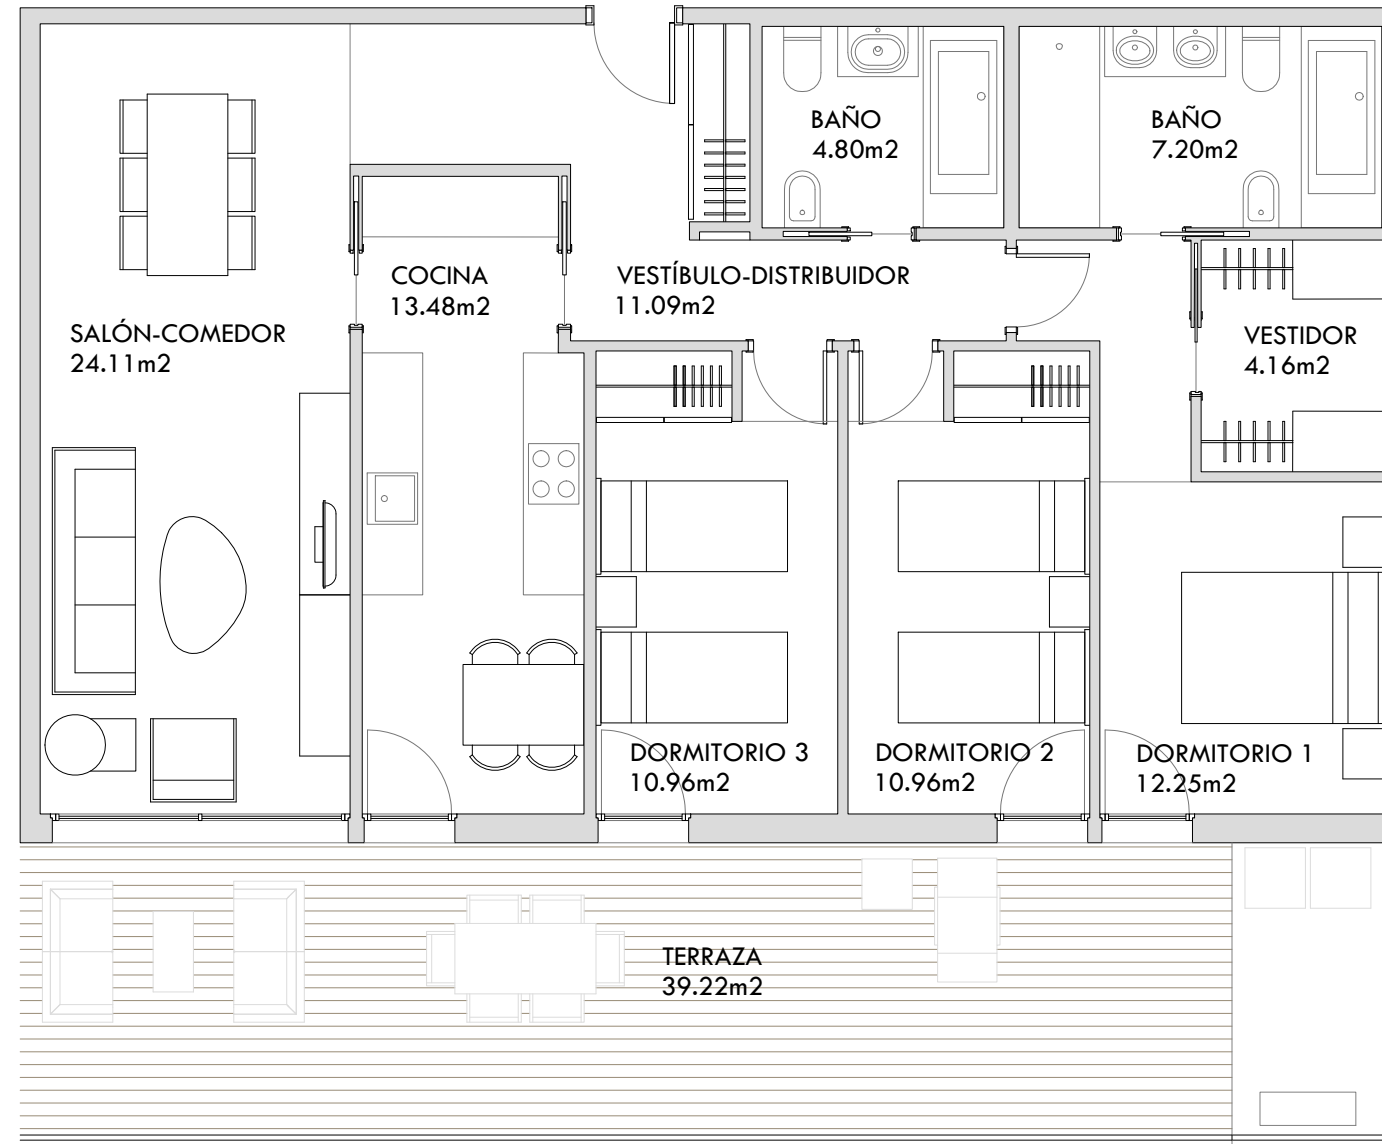 BAÑO
4.80m2
BAÑO
7.20m2
COCINA
13.48m2
VESTÍBULO-DISTRIBUIDOR
11.09m2
SALÓN-COMEDOR
24.11m2
VESTIDOR
4.16m2
DORMITORIO 3
10.96m2
DORMITORIO 2
10.96m2
DORMITORIO 1
12.25m2
TERRAZA
39.22m2